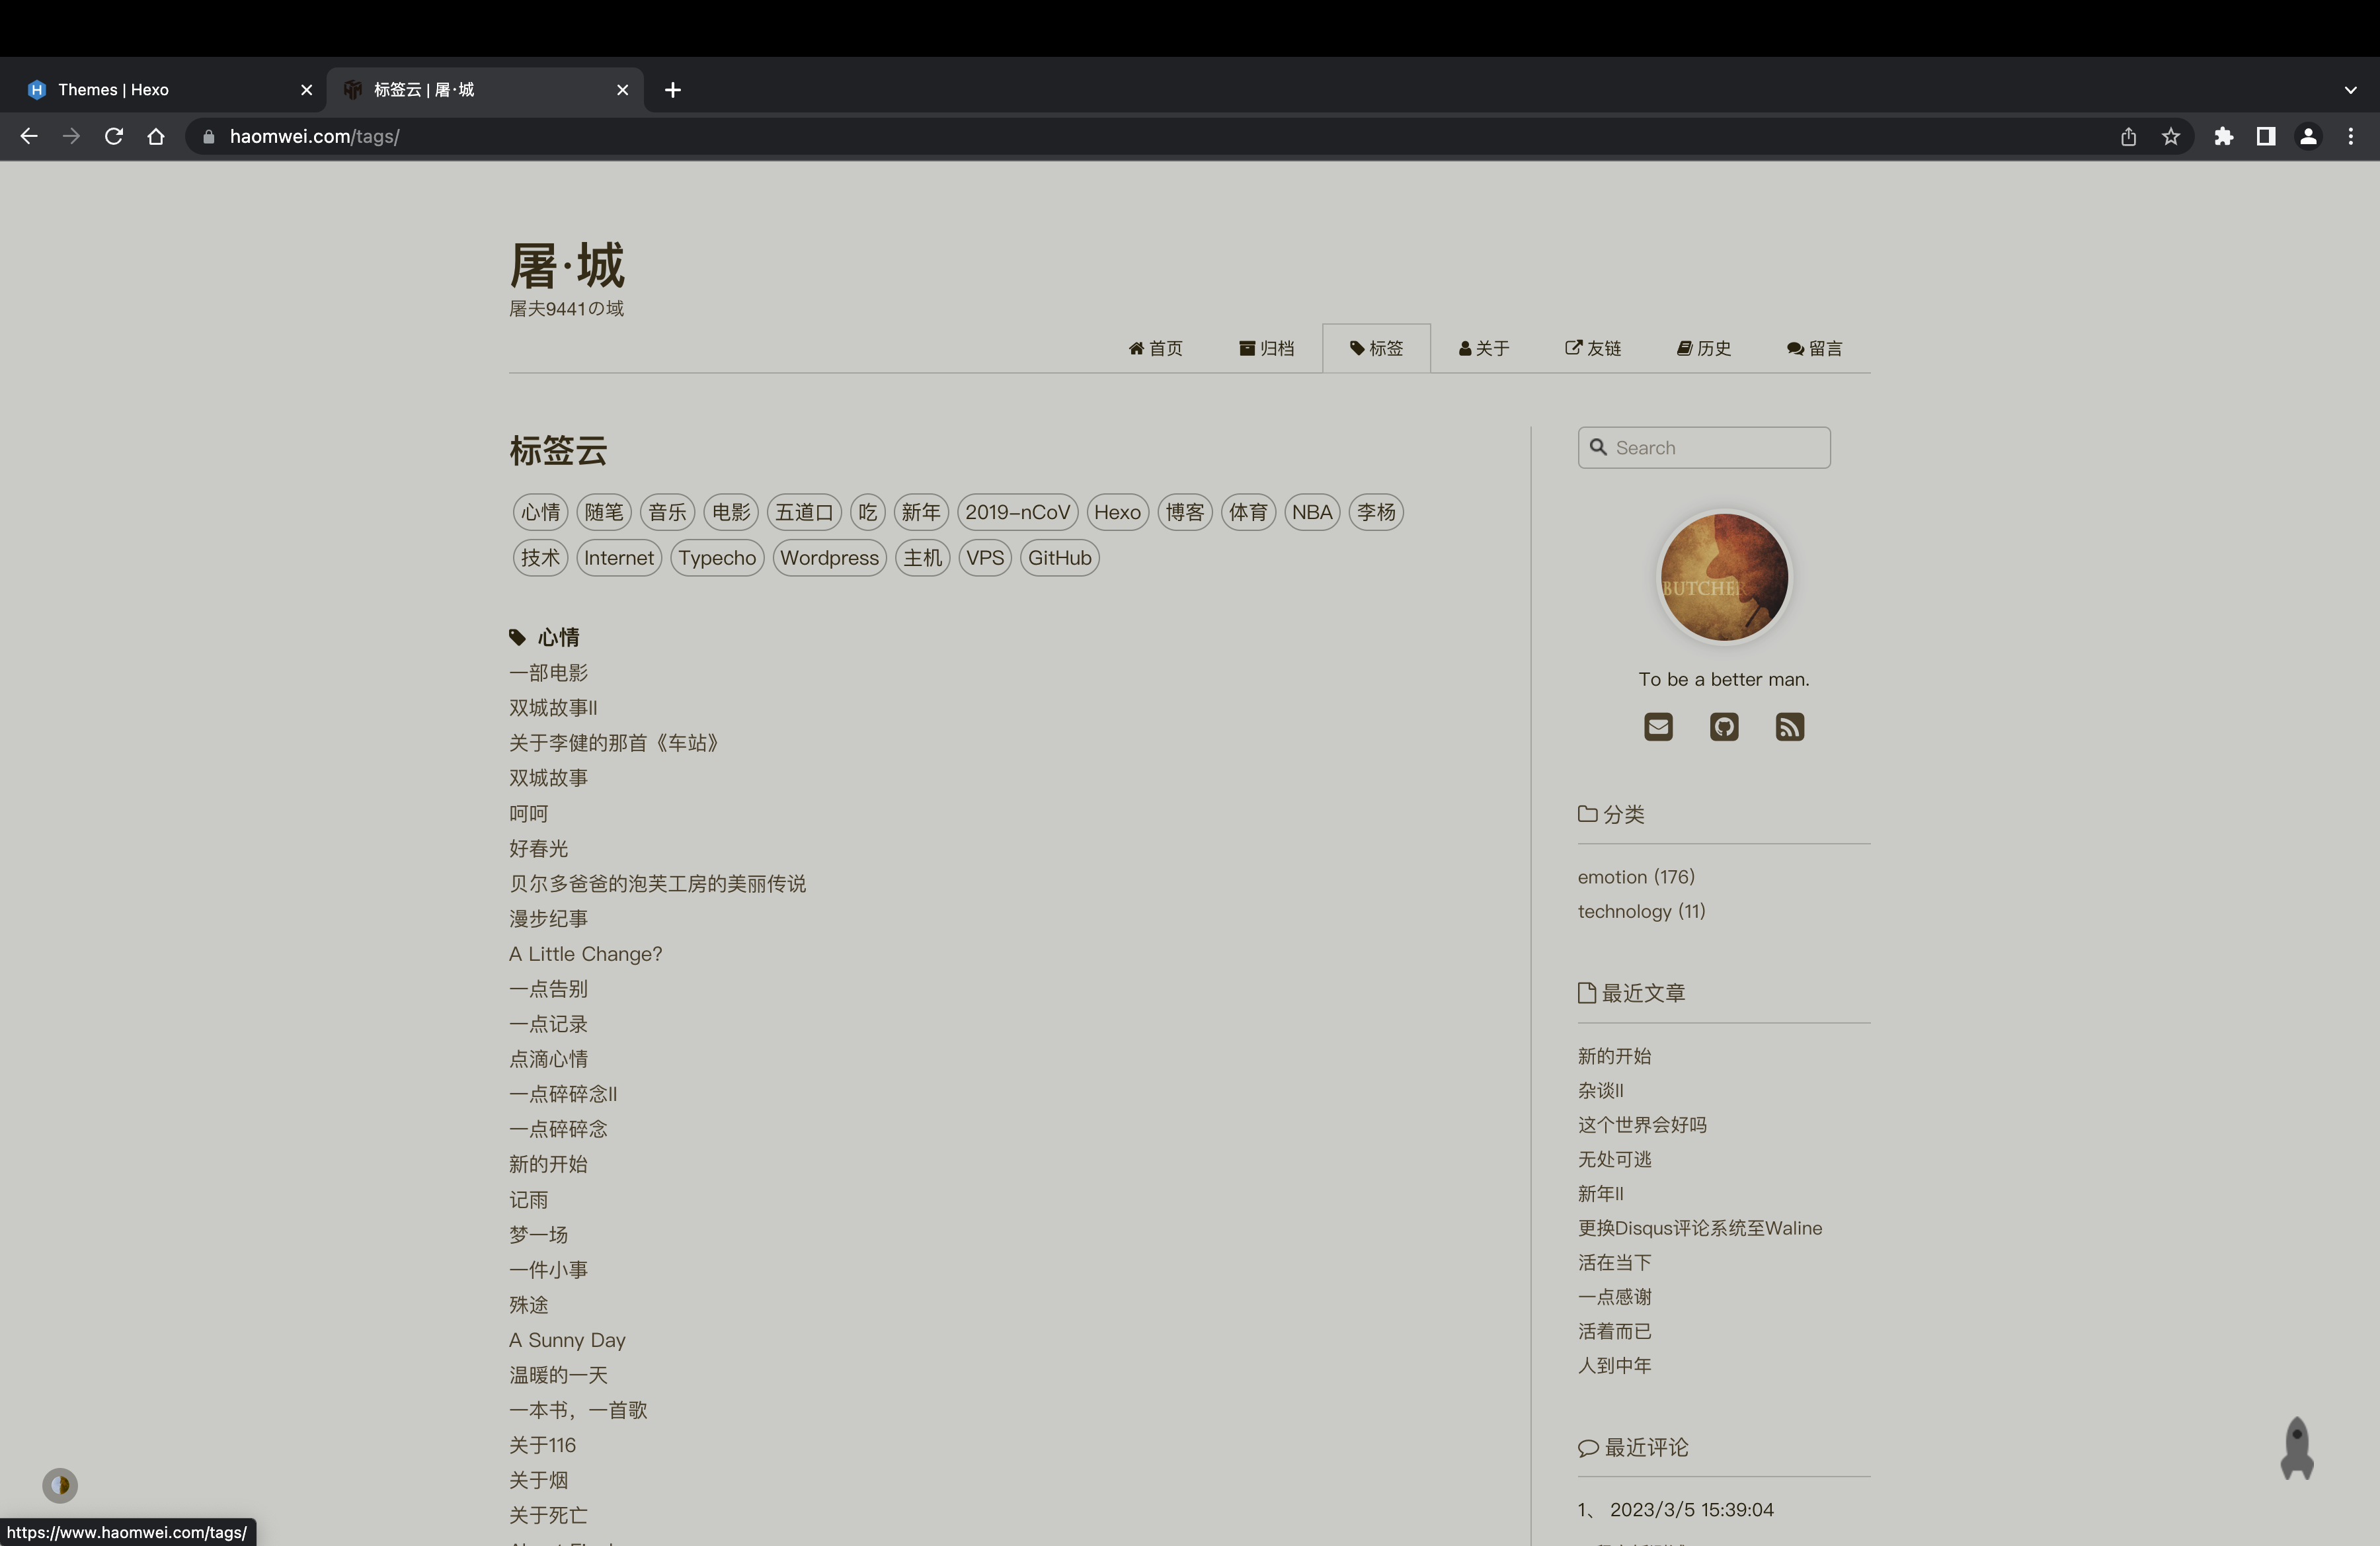 Themes | Hexo
标签云 | 屠·城
haomwei.com/tags/
屠·城
屠夫9441の域
首页 归档 标签 关于 友链 历史 留言
标签云
心情 随笔 音乐 电影 五道口 吃 新年 2019-nCoV Hexo 博客 体育 NBA 李杨
技术 Internet Typecho Wordpress 主机 VPS GitHub
心情
一部电影
双城故事II
关于李健的那首《车站》
双城故事
呵呵
好春光
贝尔多爸爸的泡芙工房的美丽传说
漫步纪事
A Little Change?
一点告别
一点记录
点滴心情
一点碎碎念II
一点碎碎念
新的开始
记雨
梦一场
一件小事
殊途
A Sunny Day
温暖的一天
一本书，一首歌
关于116
关于烟
关于死亡
Search
BUTCHER
To be a better man.
分类
emotion (176)
technology (11)
最近文章
新的开始
杂谈II
这个世界会好吗
无处可逃
新年II
更换Disqus评论系统至Waline
活在当下
一点感谢
活着而已
人到中年
最近评论
1、 2023/3/5 15:39:04
https://www.haomwei.com/tags/